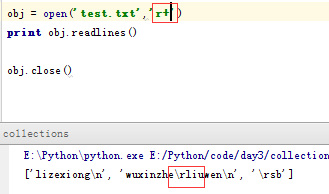 obj = open('test.txt','r+')
print obj.readlines()
obj.close()
collections
E:\Python\python.exe E:/Python/code/day3/collection
['lizexiong\n', 'wuxinzhe\rliuwen\n', '\rsb']